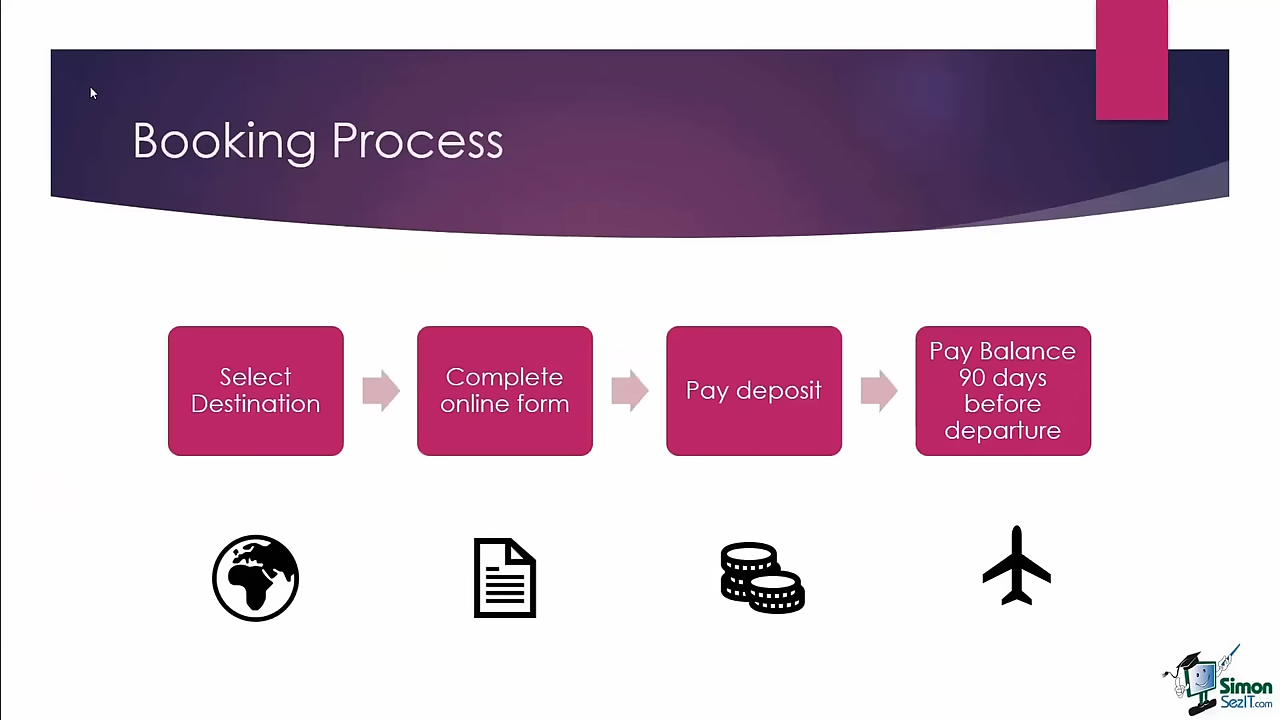 Booking Process
Select
Destination
Complete
online form
Pay deposit
Pay Balance
90 days
before
departure
Simon
SezIT.com